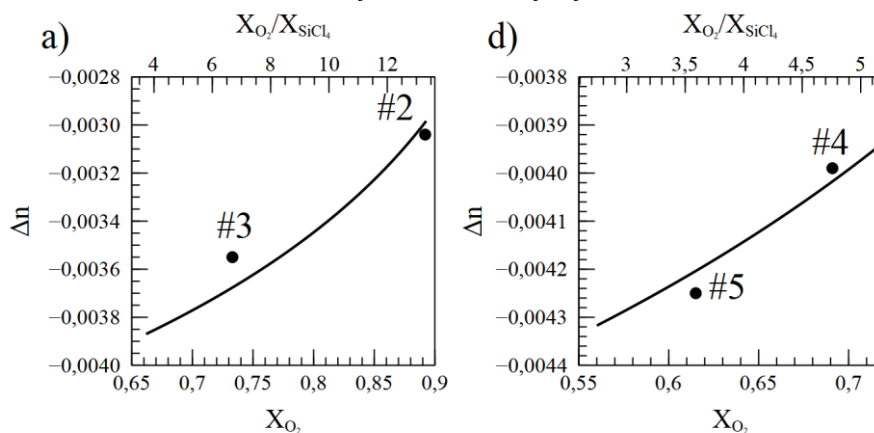 a)
X_O₂/X_SiCl₄
4 6 8 10 12
−0,0028
−0,0030
−0,0032
−0,0034
−0,0036
−0,0038
−0,0040
Δn
#2
#3
0,65 0,7 0,75 0,8 0,85 0,9
X_O₂
d)
X_O₂/X_SiCl₄
3 3,5 4 4,5 5
−0,0038
−0,0039
−0,0040
−0,0041
−0,0042
−0,0043
−0,0044
Δn
#4
#5
0,55 0,6 0,65 0,7
X_O₂